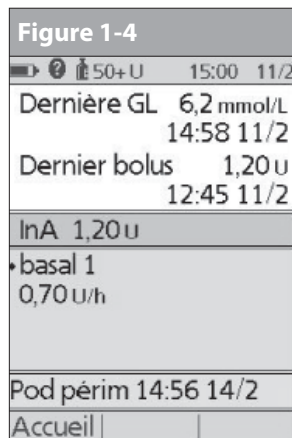 Figure 1-4
50+U 15:00 11/2
Dernière GL 6,2 mmol/L
14:58 11/2
Dernier bolus 1,20 U
12:45 11/2
InA 1,20 U
basal 1
0,70 U/h
Pod périm 14:56 14/2
Accueil